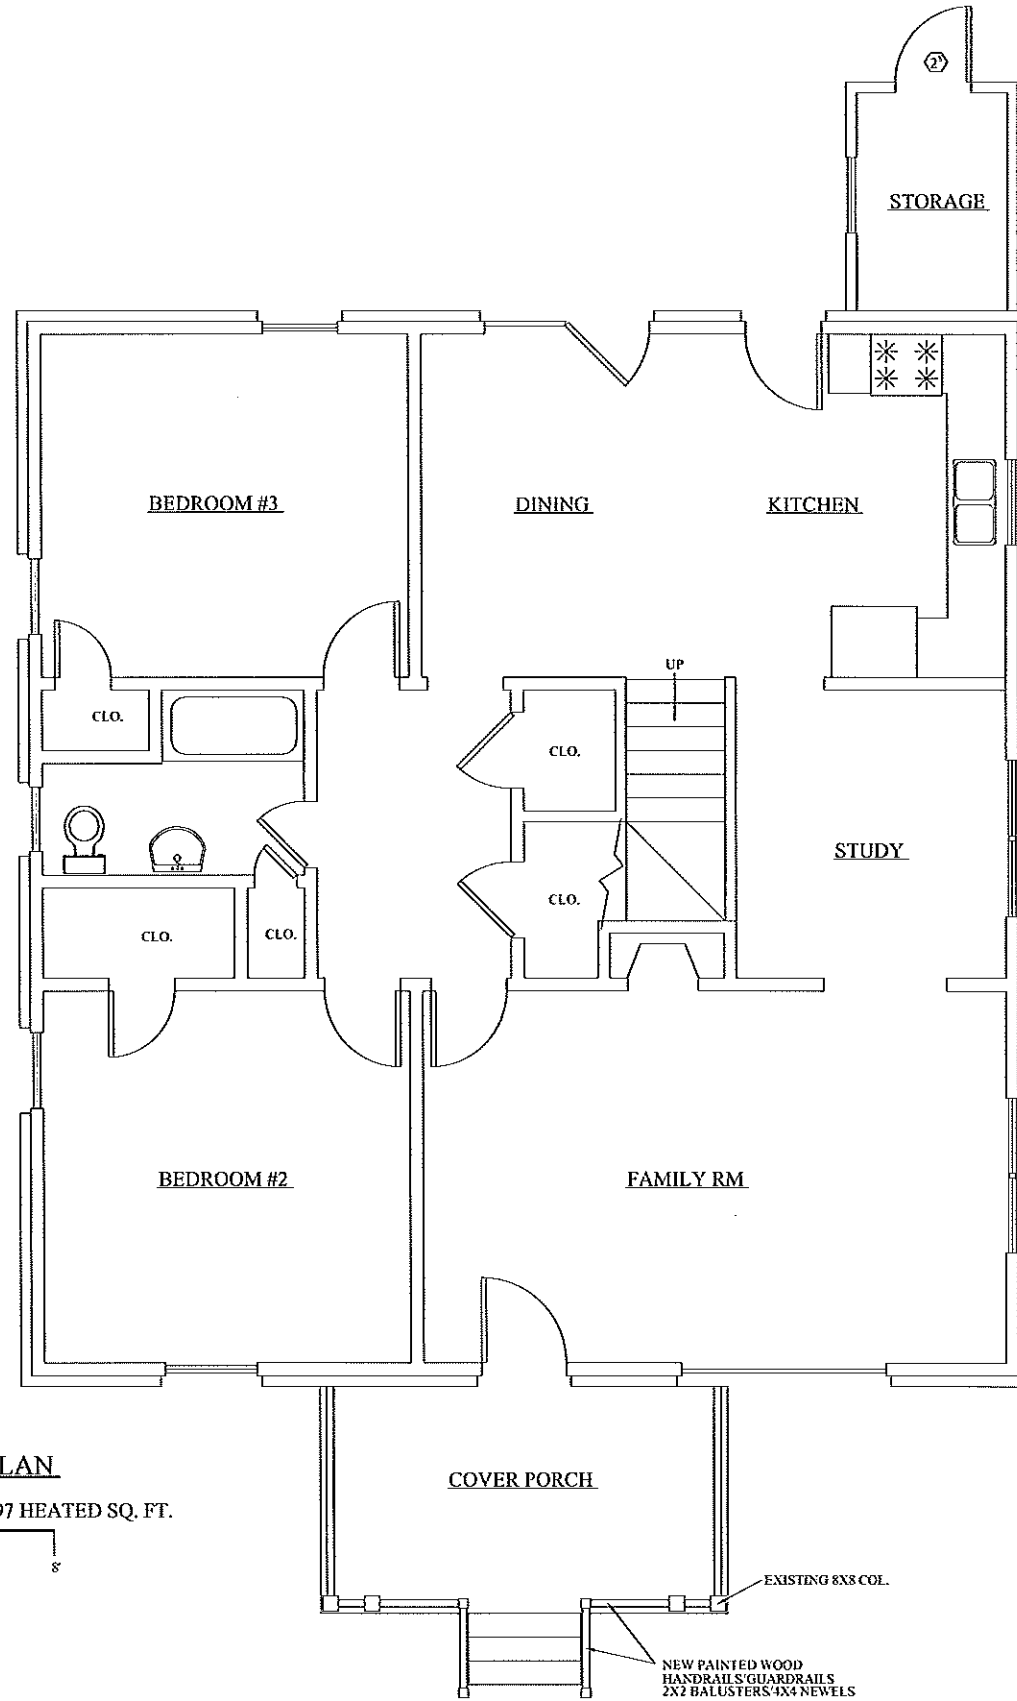 STORAGE
BEDROOM #3
DINING
KITCHEN
UP
CLO.
CLO.
STUDY
CLO.
CLO.
CLO.
BEDROOM #2
FAMILY RM
COVER PORCH
LAN
97 HEATED SQ. FT.
8'
EXISTING 8X8 COL.
NEW PAINTED WOOD
HANDRAILS/GUARDRAILS
2X2 BALUSTERS/4X4 NEWELS